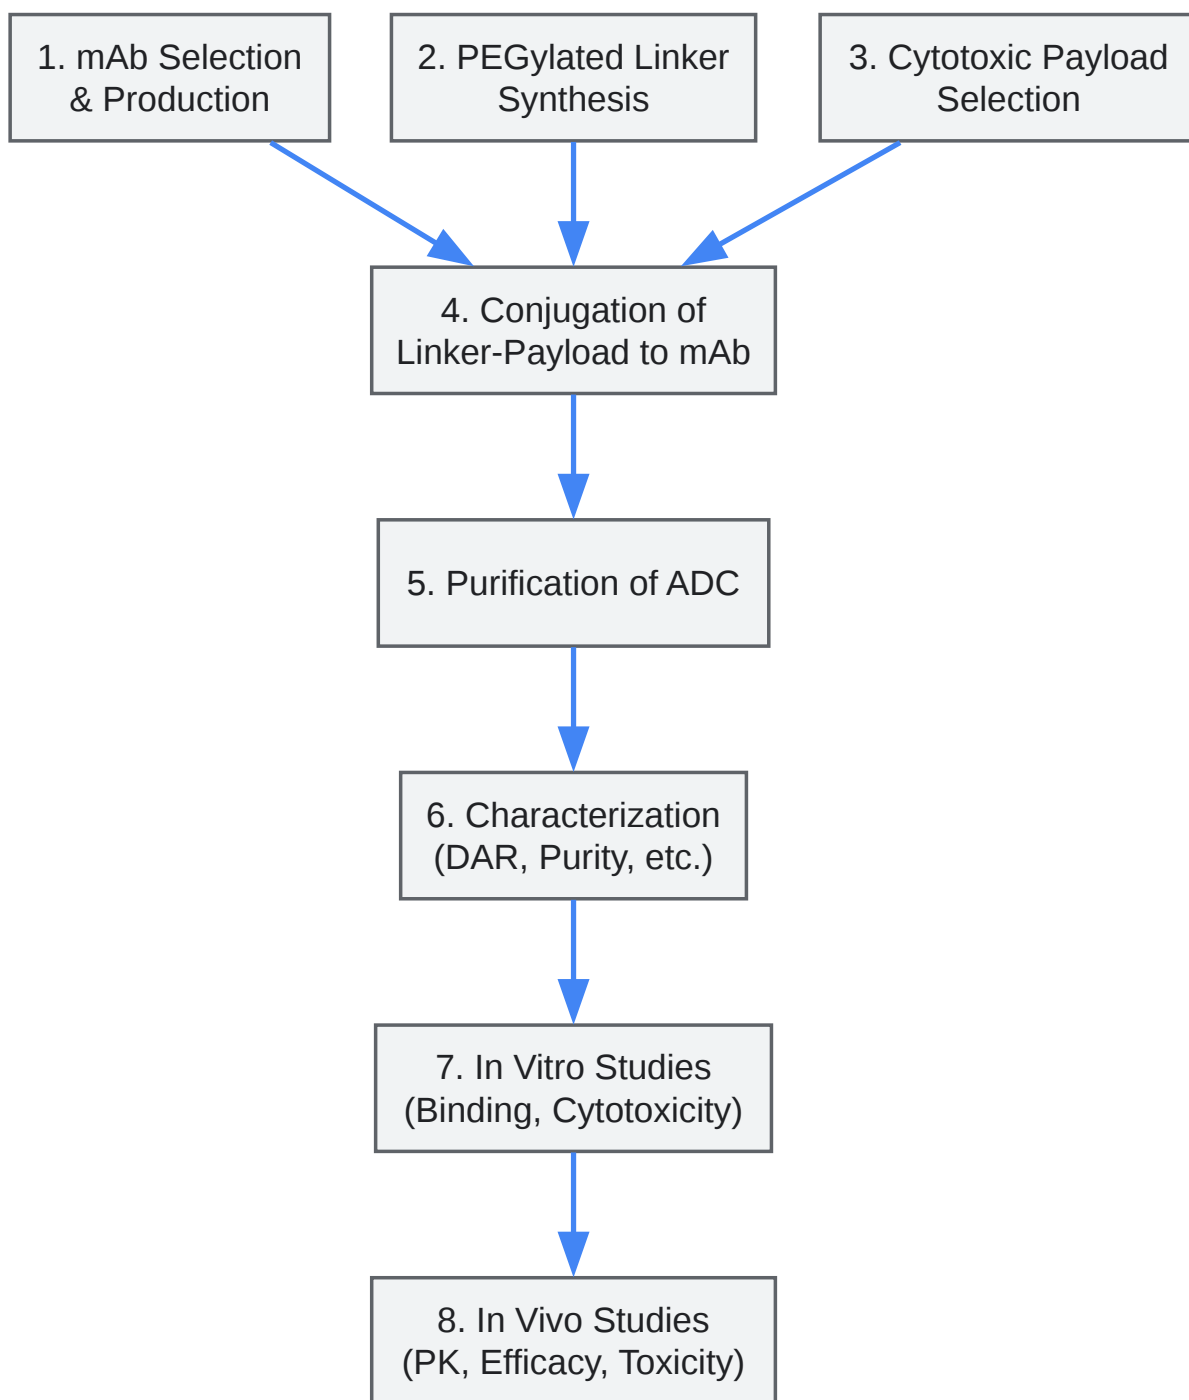 1. mAb Selection
& Production
2. PEGylated Linker
Synthesis
3. Cytotoxic Payload
Selection
4. Conjugation of
Linker-Payload to mAb
5. Purification of ADC
6. Characterization
(DAR, Purity, etc.)
7. In Vitro Studies
(Binding, Cytotoxicity)
8. In Vivo Studies
(PK, Efficacy, Toxicity)